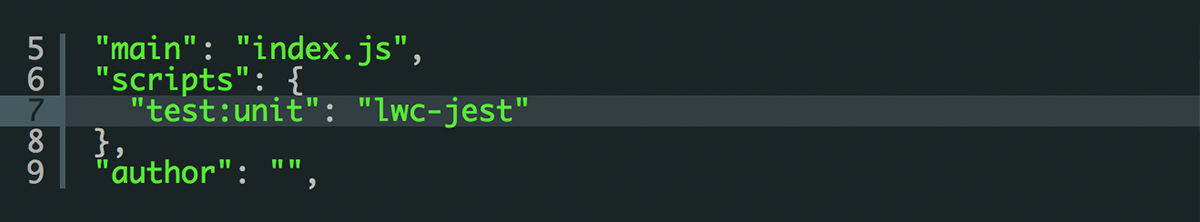 5 "main": "index.js",
6 "scripts": {
7 "test:unit": "lwc-jest"
8 },
9 "author": "",